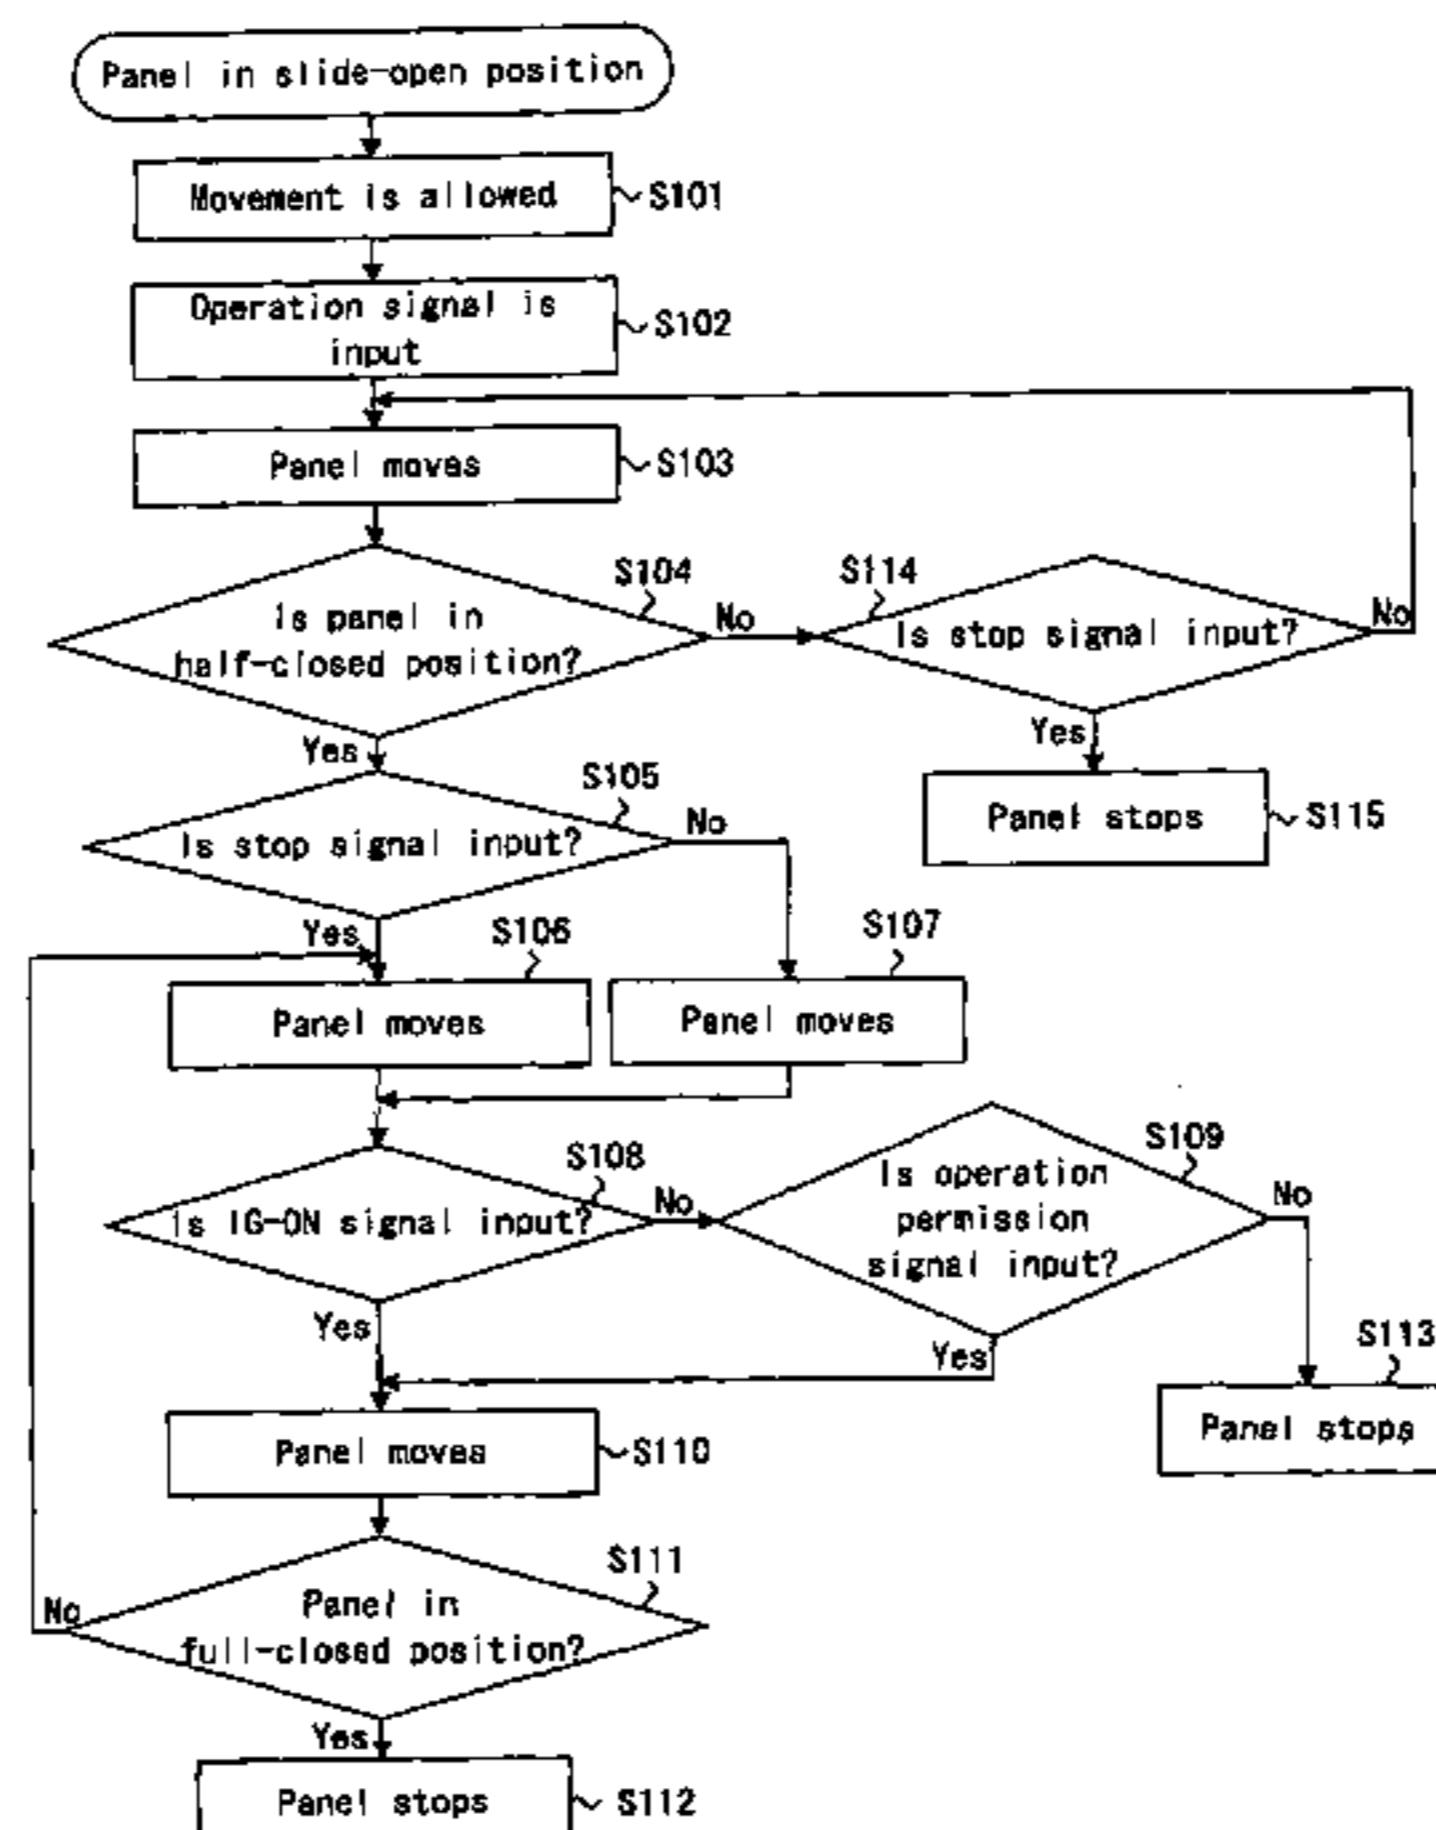 Panel in slide-open position
Movement is allowed
S101
Operation signal is
input
S102
Panel moves
S103
Is panel in
half-closed position?
S104
No
Yes
S114
Is stop signal input?
No
Yes
Panel stops
S115
S105
Is stop signal input?
No
Yes
S106
Panel moves
S107
Panel moves
S108
Is IG-ON signal input?
No
Yes
S109
Is operation
permission
signal input?
No
Yes
S113
Panel stops
Panel moves
S110
S111
Panel in
full-closed position?
No
Yes
Panel stops
S112